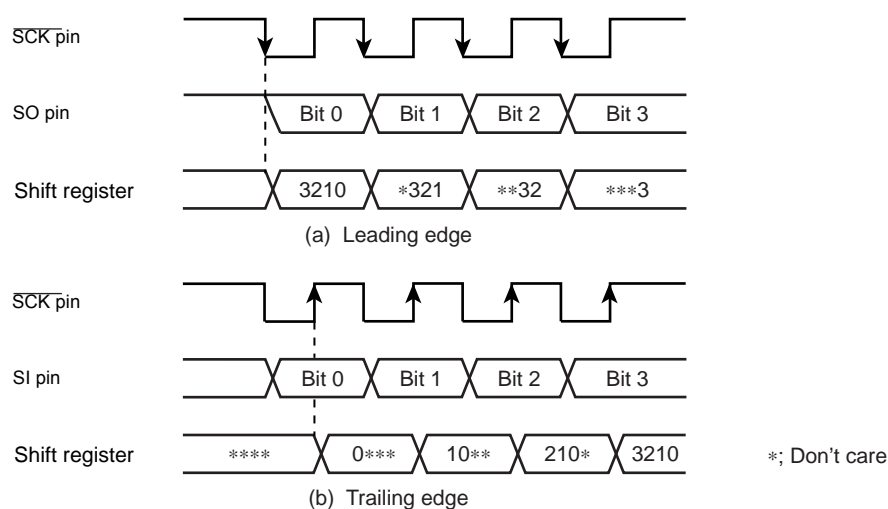 SCK pin
SO pin Bit 0 Bit 1 Bit 2 Bit 3
Shift register 3210 *321 **32 ***3
(a) Leading edge
SCK pin
SI pin Bit 0 Bit 1 Bit 2 Bit 3
Shift register **** 0*** 10** 210* 3210 *; Don't care
(b) Trailing edge